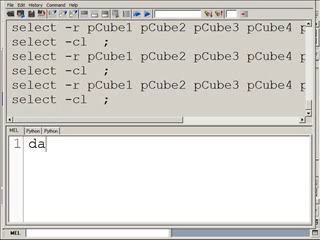 File Edit History Command Help
select -r pCube1 pCube2 pCube3 pCube4 p
select -cl  ;
select -r pCube1 pCube2 pCube3 pCube4 p
select -cl  ;
select -r pCube1 pCube2 pCube3 pCube4 p
select -cl  ;
MEL Python Python
1 da
MEL